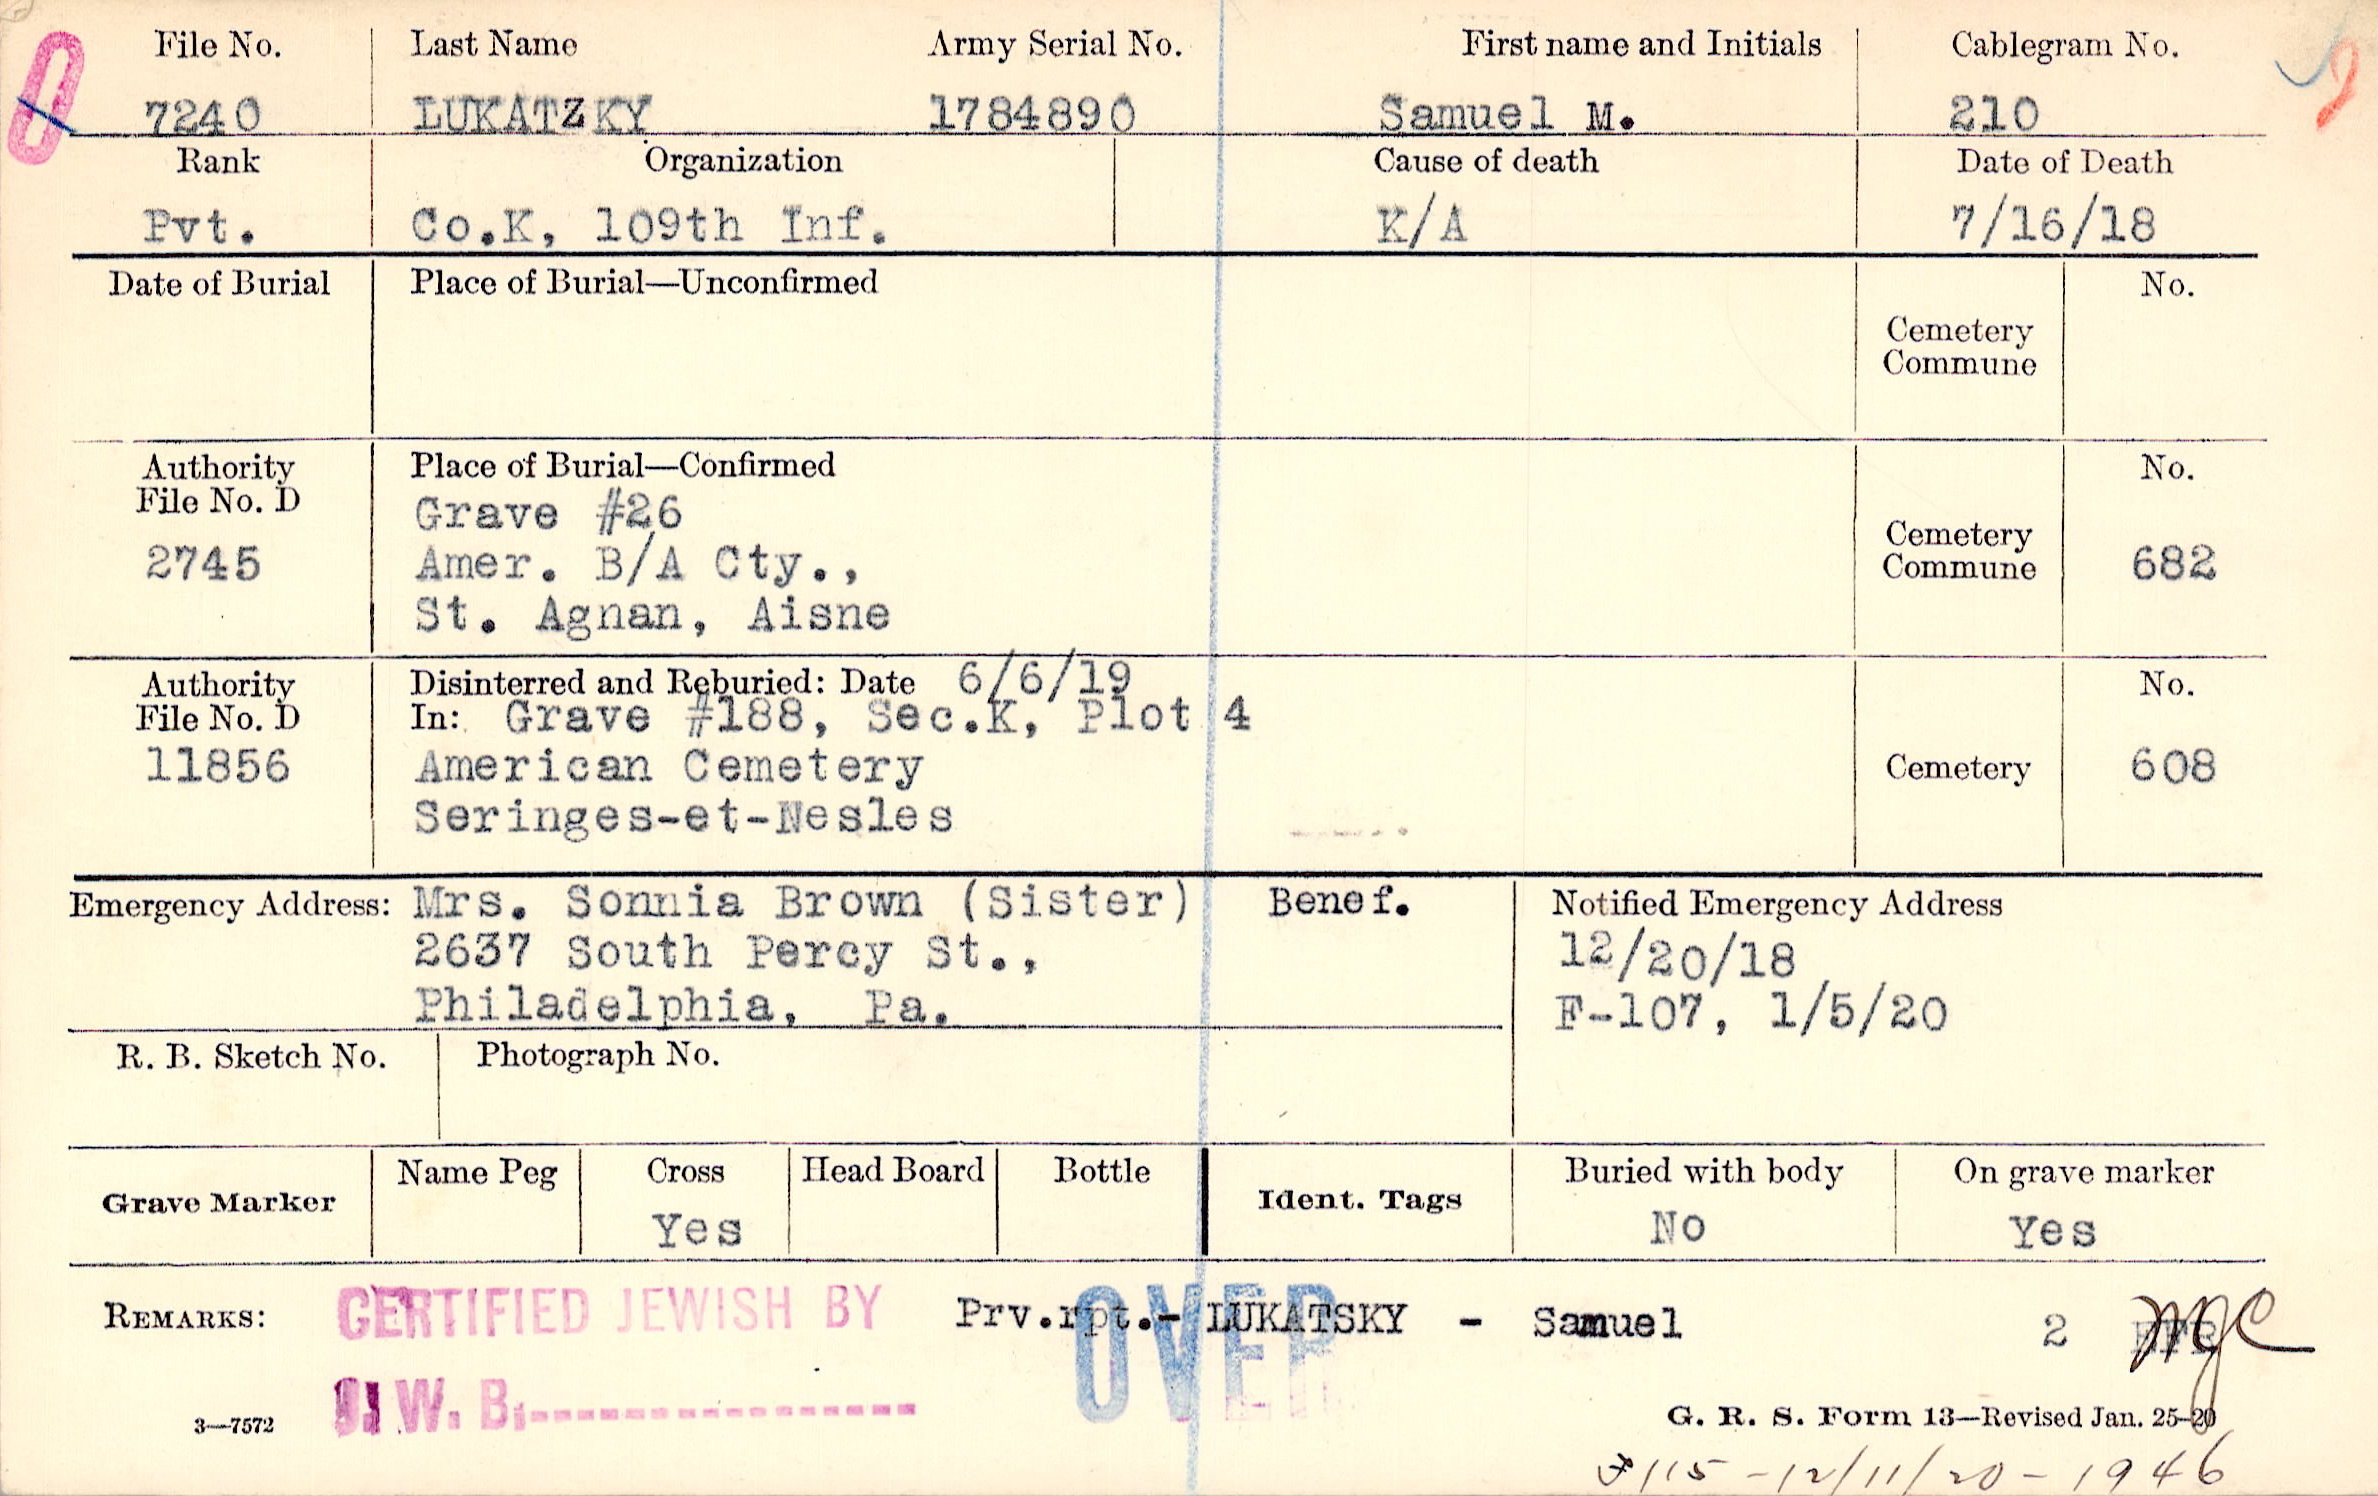 File No. Last Name Army Serial No. First name and Initials Cablegram No.
7240 LUKATZKY 1784890 Samuel M. 210
Rank Organization Cause of death Date of Death
Pvt. Co.K, 109th Inf. K/A 7/16/18
Date of Burial Place of Burial—Unconfirmed No.
Cemetery
Commune
Authority Place of Burial—Confirmed No.
File No. D Grave #26
Cemetery
2745 Amer. B/A Cty., Commune 682
St. Agnan, Aisne
Authority Disinterred and Reburied: Date 6/6/19 No.
File No. D In: Grave #188, Sec.K, Plot 4
11856 American Cemetery Cemetery 608
Seringes-et-Nesles
Emergency Address: Mrs. Sonnia Brown (Sister) Benef. Notified Emergency Address
2637 South Percy St., 12/20/18
Philadelphia, Pa. F-107, 1/5/20
R. B. Sketch No. Photograph No.
Grave Marker Name Peg Cross Head Board Bottle Ident. Tags Buried with body On grave marker
Yes No Yes
REMARKS: CERTIFIED JEWISH BY Prv.rpt.- LUKATSKY - Samuel 2
J. W. B. OVER
3—7572 G. R. S. Form 13—Revised Jan. 25-20
115 - 12/11/20 - 1946